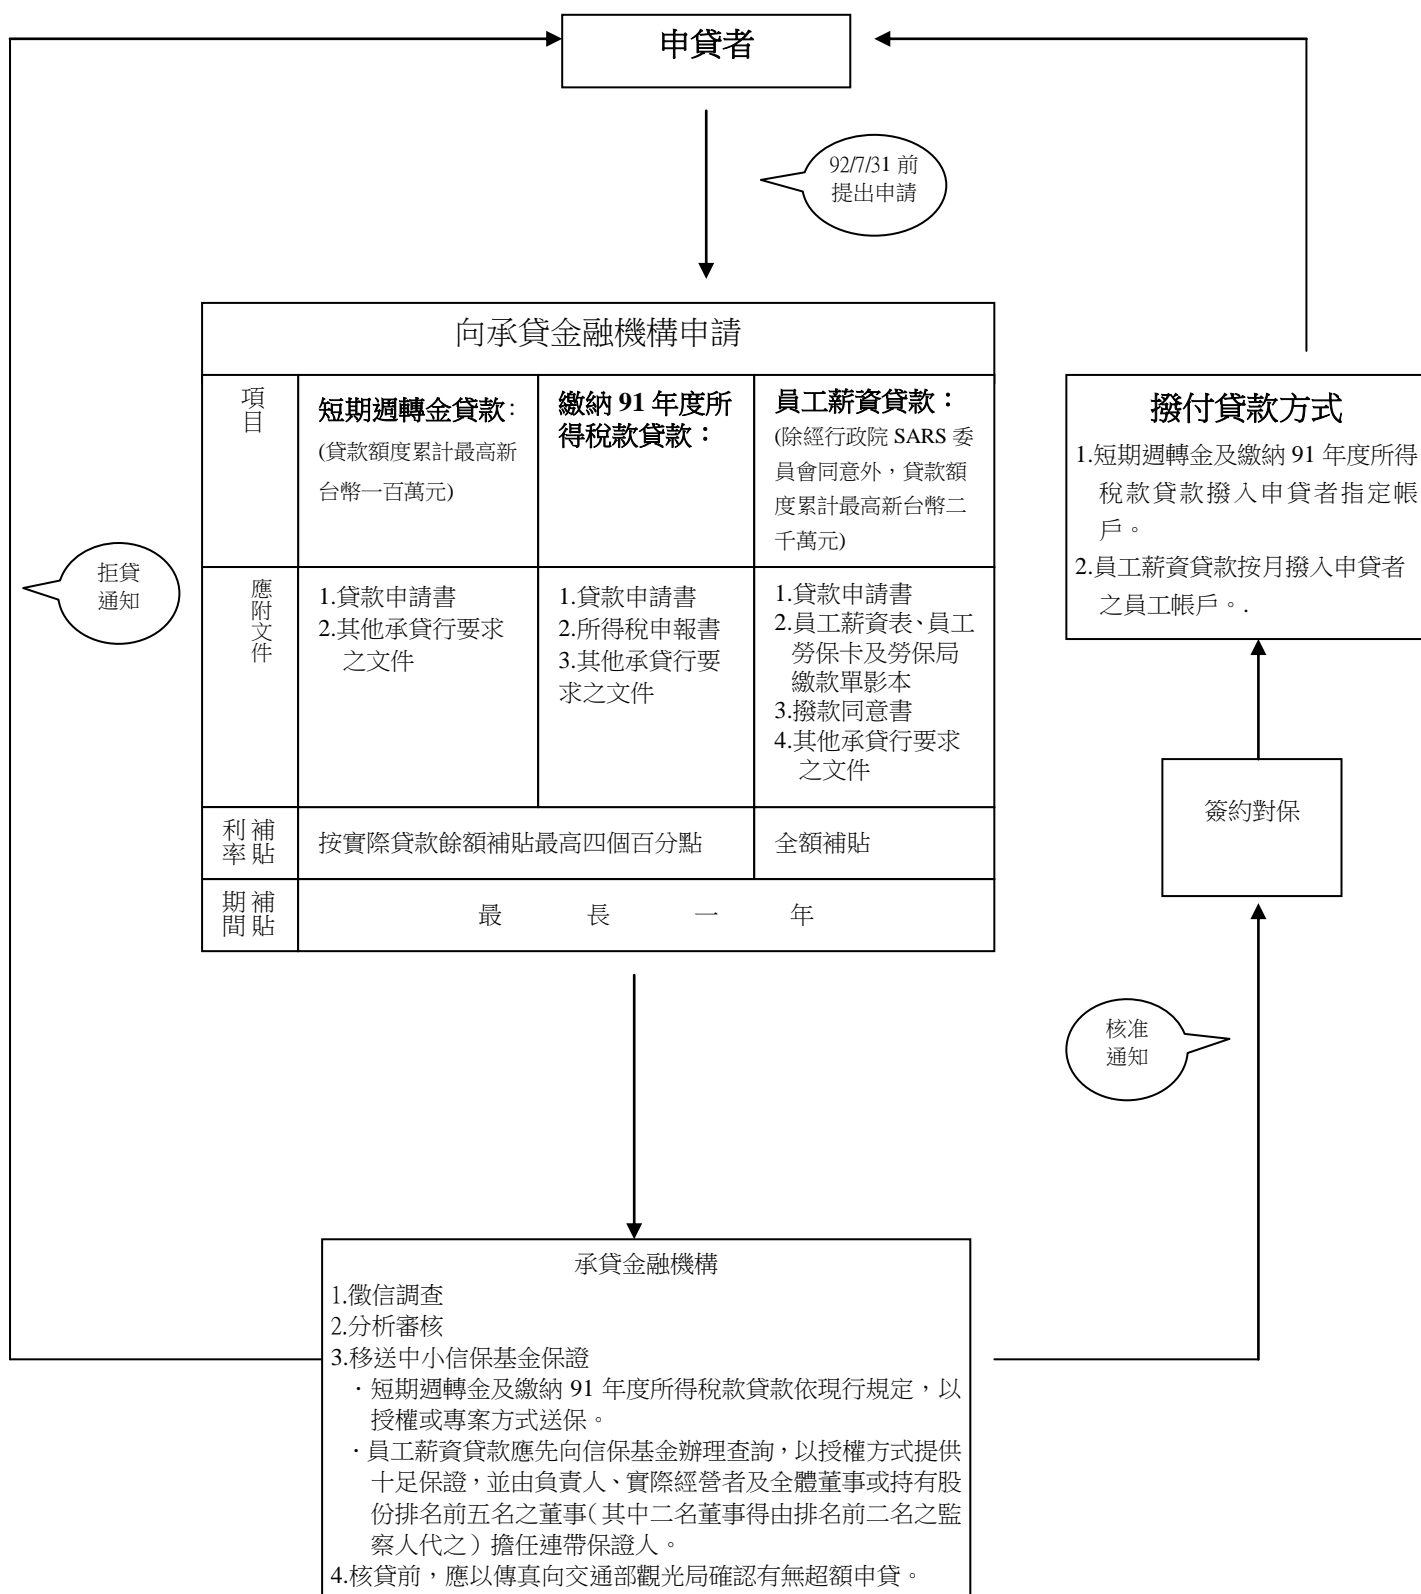 申貸者
92/7/31 前
提出申請
向承貸金融機構申請
項目
短期週轉金貸款:
(貸款額度累計最高新
台幣一百萬元)
繳納 91 年度所
得稅款貸款：
員工薪資貸款：
(除經行政院 SARS 委
員會同意外，貸款額
度累計最高新台幣二
千萬元)
應附文件
1.貸款申請書
2.其他承貸行要求
之文件
1.貸款申請書
2.所得稅申報書
3.其他承貸行要
求之文件
1.貸款申請書
2.員工薪資表、員工
勞保卡及勞保局
繳款單影本
3.撥款同意書
4.其他承貸行要求
之文件
補貼利率
按實際貸款餘額補貼最高四個百分點
全額補貼
補貼期間
最 長 一 年
拒貸
通知
撥付貸款方式
1.短期週轉金及繳納 91 年度所得
稅款貸款撥入申貸者指定帳
戶。
2.員工薪資貸款按月撥入申貸者
之員工帳戶。.
簽約對保
核准
通知
承貸金融機構
1.徵信調查
2.分析審核
3.移送中小信保基金保證
．短期週轉金及繳納 91 年度所得稅款貸款依現行規定，以
授權或專案方式送保。
．員工薪資貸款應先向信保基金辦理查詢，以授權方式提供
十足保證，並由負責人、實際經營者及全體董事或持有股
份排名前五名之董事（其中二名董事得由排名前二名之監
察人代之）擔任連帶保證人。
4.核貸前，應以傳真向交通部觀光局確認有無超額申貸。